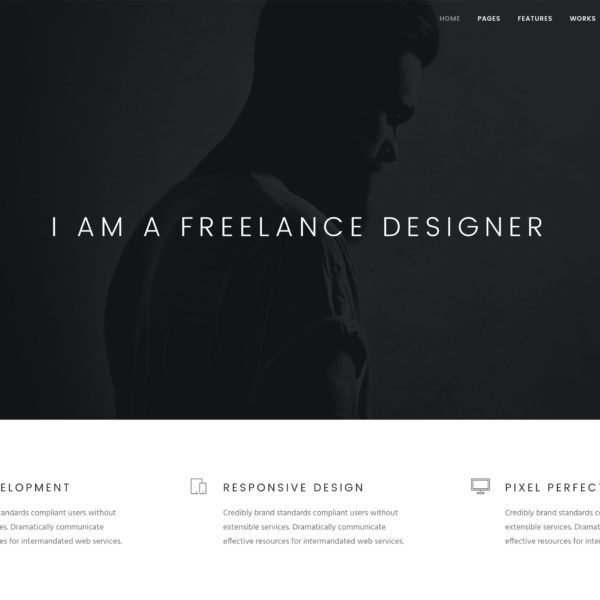 HOME PAGES FEATURES WORKS
I AM A FREELANCE DESIGNER
ELOPMENT
tandards compliant users without
es. Dramatically communicate
es for intermandated web services.
RESPONSIVE DESIGN
Credibly brand standards compliant users without
extensible services. Dramatically communicate
effective resources for intermandated web services.
PIXEL PERFECT
Credibly brand standards co
extensible services. Dramat
effective resources for inter